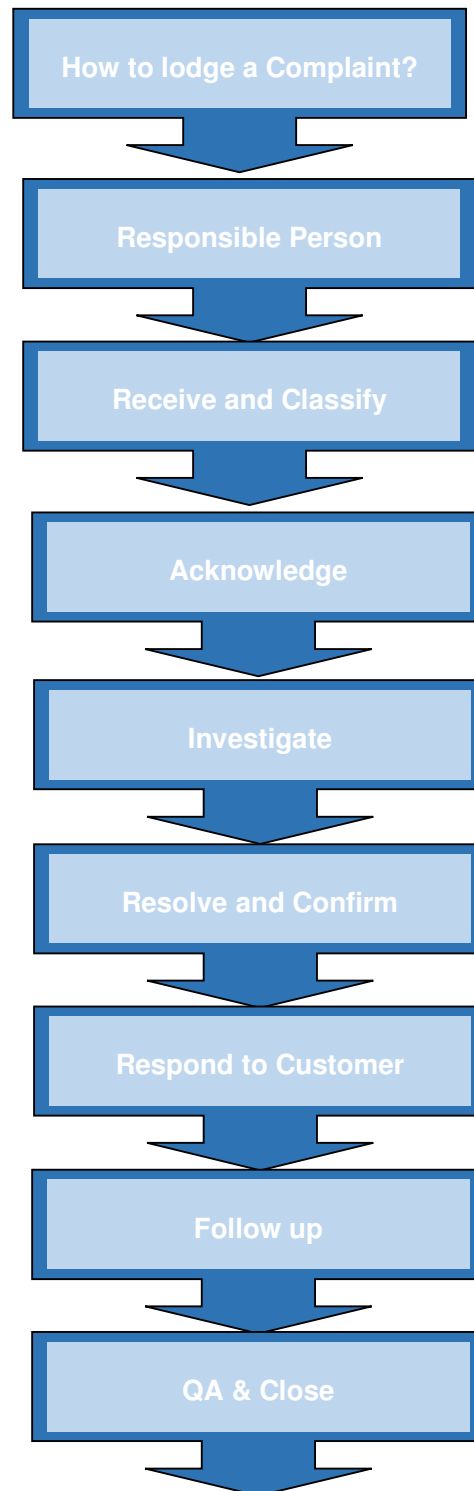 How to lodge a Complaint?
Responsible Person
Receive and Classify
Acknowledge
Investigate
Resolve and Confirm
Respond to Customer
Follow up
QA & Close